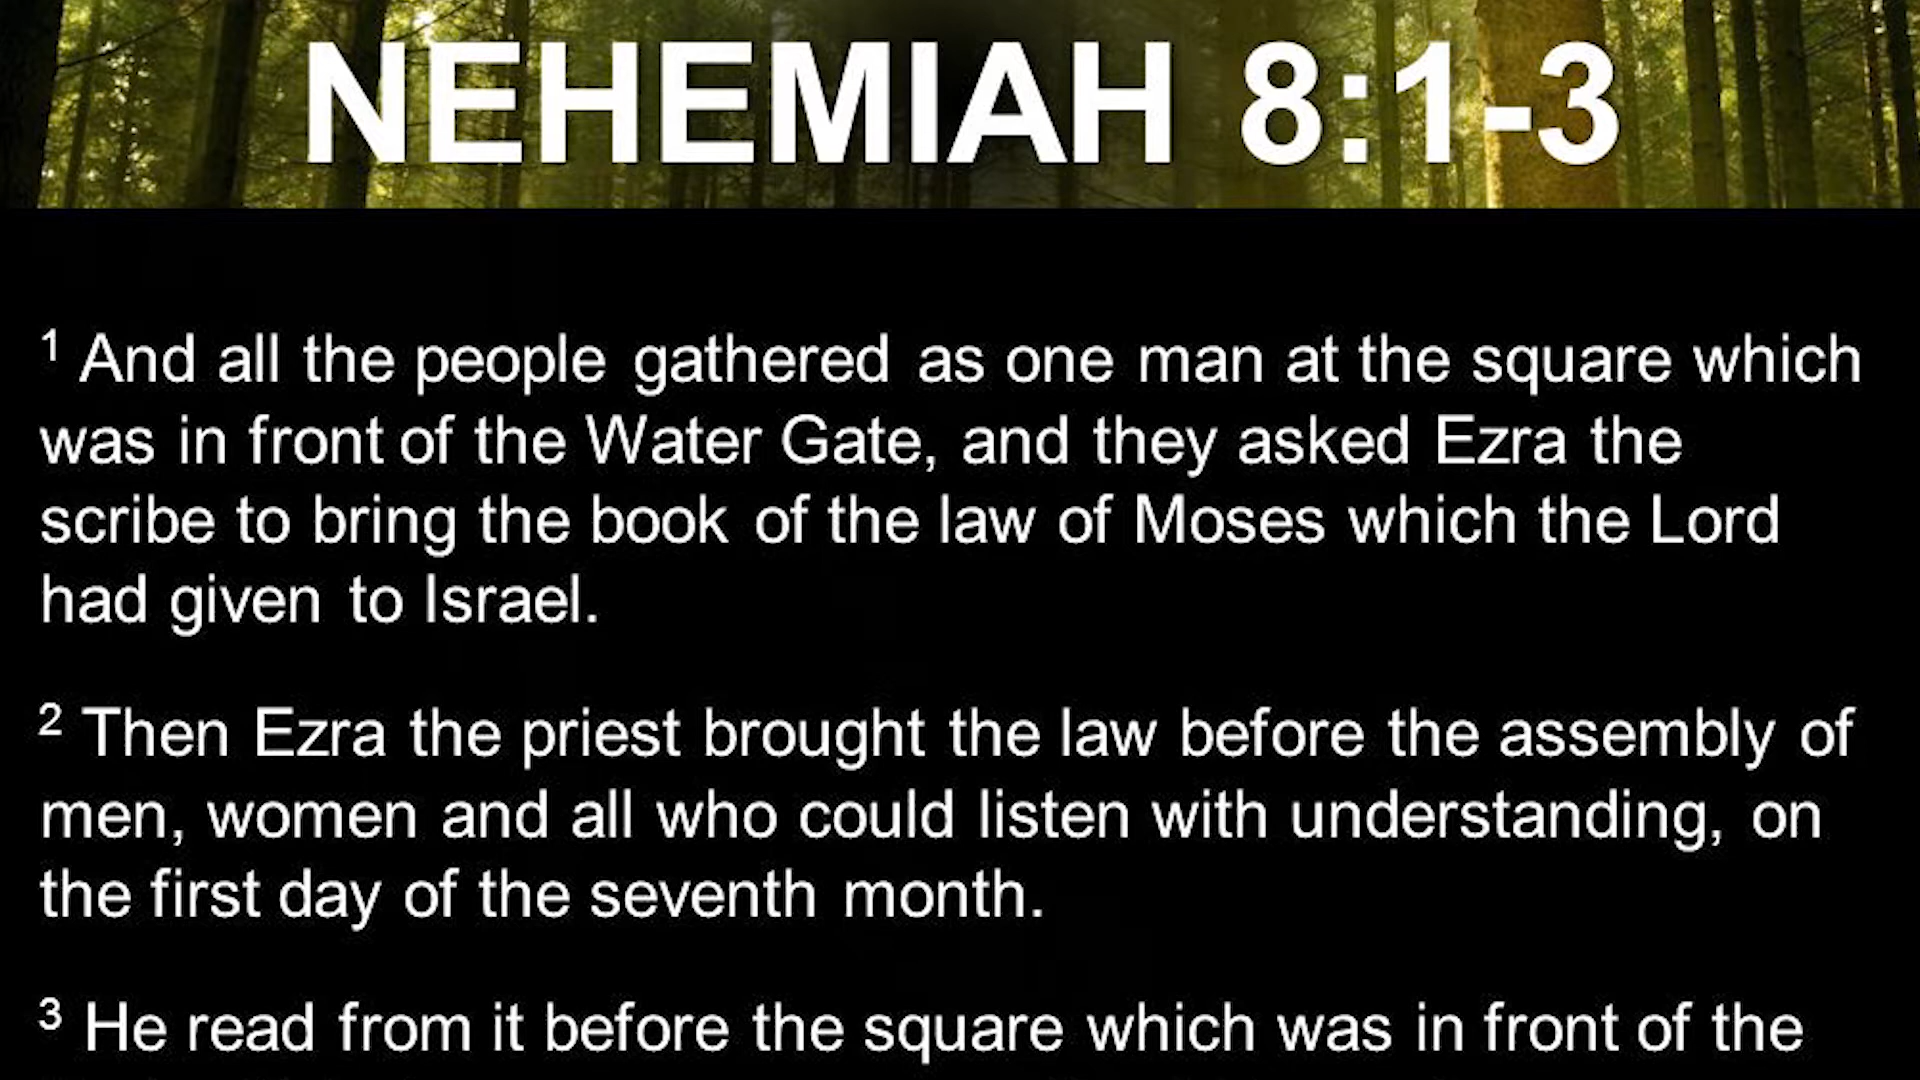 NEHEMIAH 8:1-3
1 And all the people gathered as one man at the square which
was in front of the Water Gate, and they asked Ezra the
scribe to bring the book of the law of Moses which the Lord
had given to Israel.
2 Then Ezra the priest brought the law before the assembly of
men, women and all who could listen with understanding, on
the first day of the seventh month.
3 He read from it before the square which was in front of the